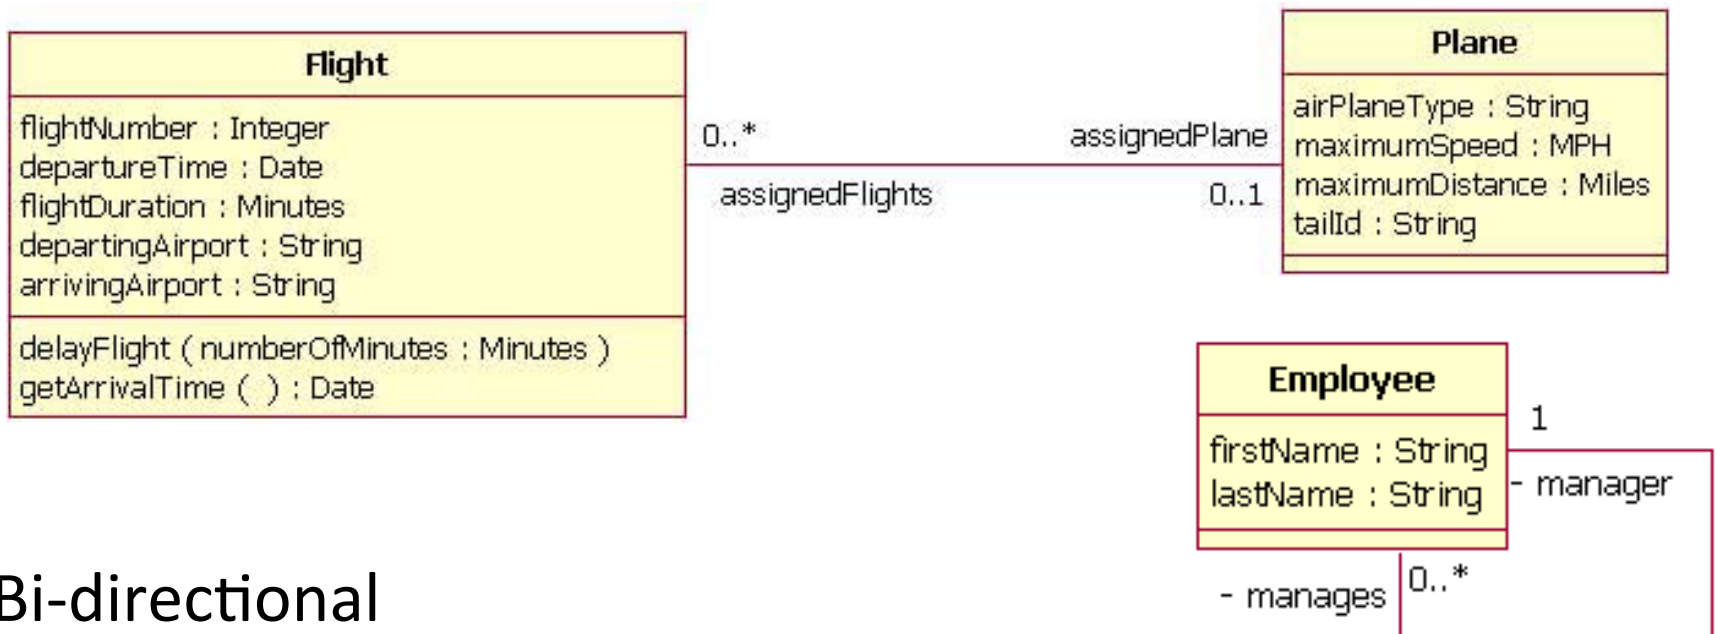 Flight
flightNumber : Integer
departureTime : Date
flightDuration : Minutes
departingAirport : String
arrivingAirport : String
delayFlight ( numberOfMinutes : Minutes )
getArrivalTime ( ) : Date
0..*
assignedFlights
assignedPlane
0..1
Plane
airPlaneType : String
maximumSpeed : MPH
maximumDistance : Miles
tailId : String
Employee
firstName : String
lastName : String
1
- manager
- manages
0..*
Bi-directional